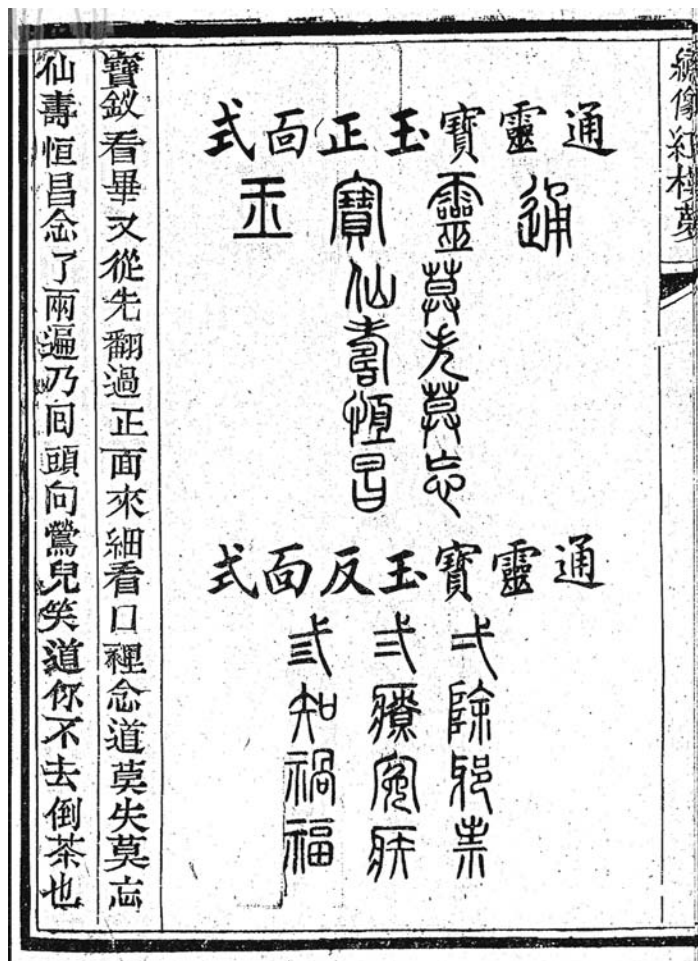 繡像紅樓夢
通靈寶玉正面式
通
靈莫失莫忘
寶仙壽恒昌
玉
通靈寶玉反面式
弌除邪祟
弍療冤疾
弎知禍福
寶釵看畢又從先翻過正面來細看口裡念道莫失莫忘
仙壽恒昌念了兩遍乃回頭向鶯兒笑道你不去倒茶也